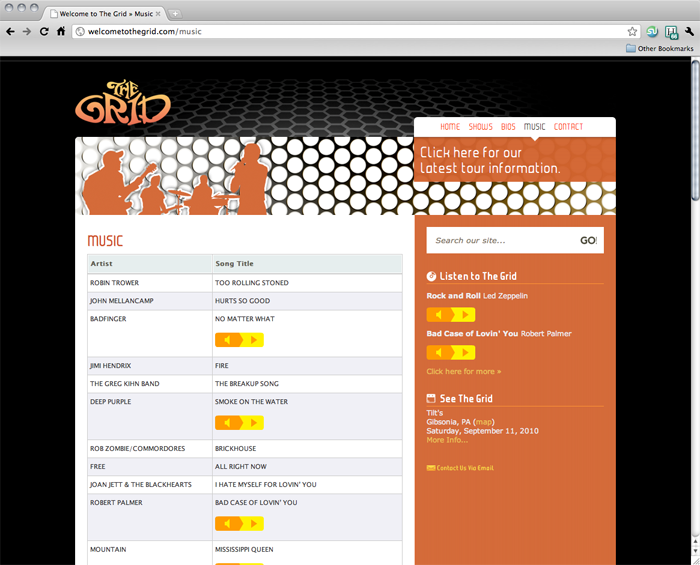 Welcome to The Grid » Music
welcometothegrid.com/music
Other Bookmarks
THE
GRID
HOME SHOWS BIOS MUSIC CONTACT
Click here for our
latest tour information.
MUSIC
Artist Song Title
ROBIN TROWER TOO ROLLING STONED
JOHN MELLANCAMP HURTS SO GOOD
BADFINGER NO MATTER WHAT
JIMI HENDRIX FIRE
THE GREG KIHN BAND THE BREAKUP SONG
DEEP PURPLE SMOKE ON THE WATER
ROB ZOMBIE/COMMORDORES BRICKHOUSE
FREE ALL RIGHT NOW
JOAN JETT & THE BLACKHEARTS I HATE MYSELF FOR LOVIN' YOU
ROBERT PALMER BAD CASE OF LOVIN' YOU
MOUNTAIN MISSISSIPPI QUEEN
Search our site... GO!
Listen to The Grid
Rock and Roll Led Zeppelin
Bad Case of Lovin' You Robert Palmer
Click here for more »
See The Grid
Tilt's
Gibsonia, PA (map)
Saturday, September 11, 2010
More Info...
Contact Us Via Email